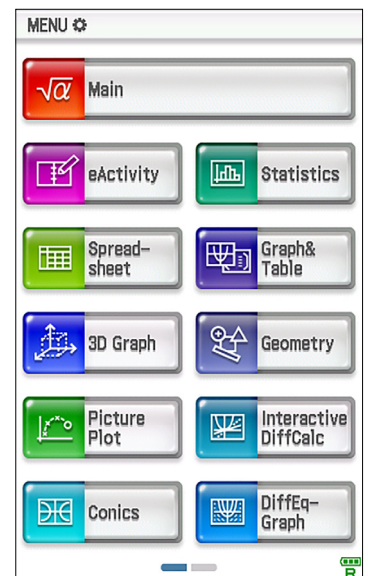 MENU
√α Main
eActivity
Statistics
Spread-
sheet
Graph&
Table
3D Graph
Geometry
Picture
Plot
Interactive
DiffCalc
Conics
DiffEq-
Graph
R